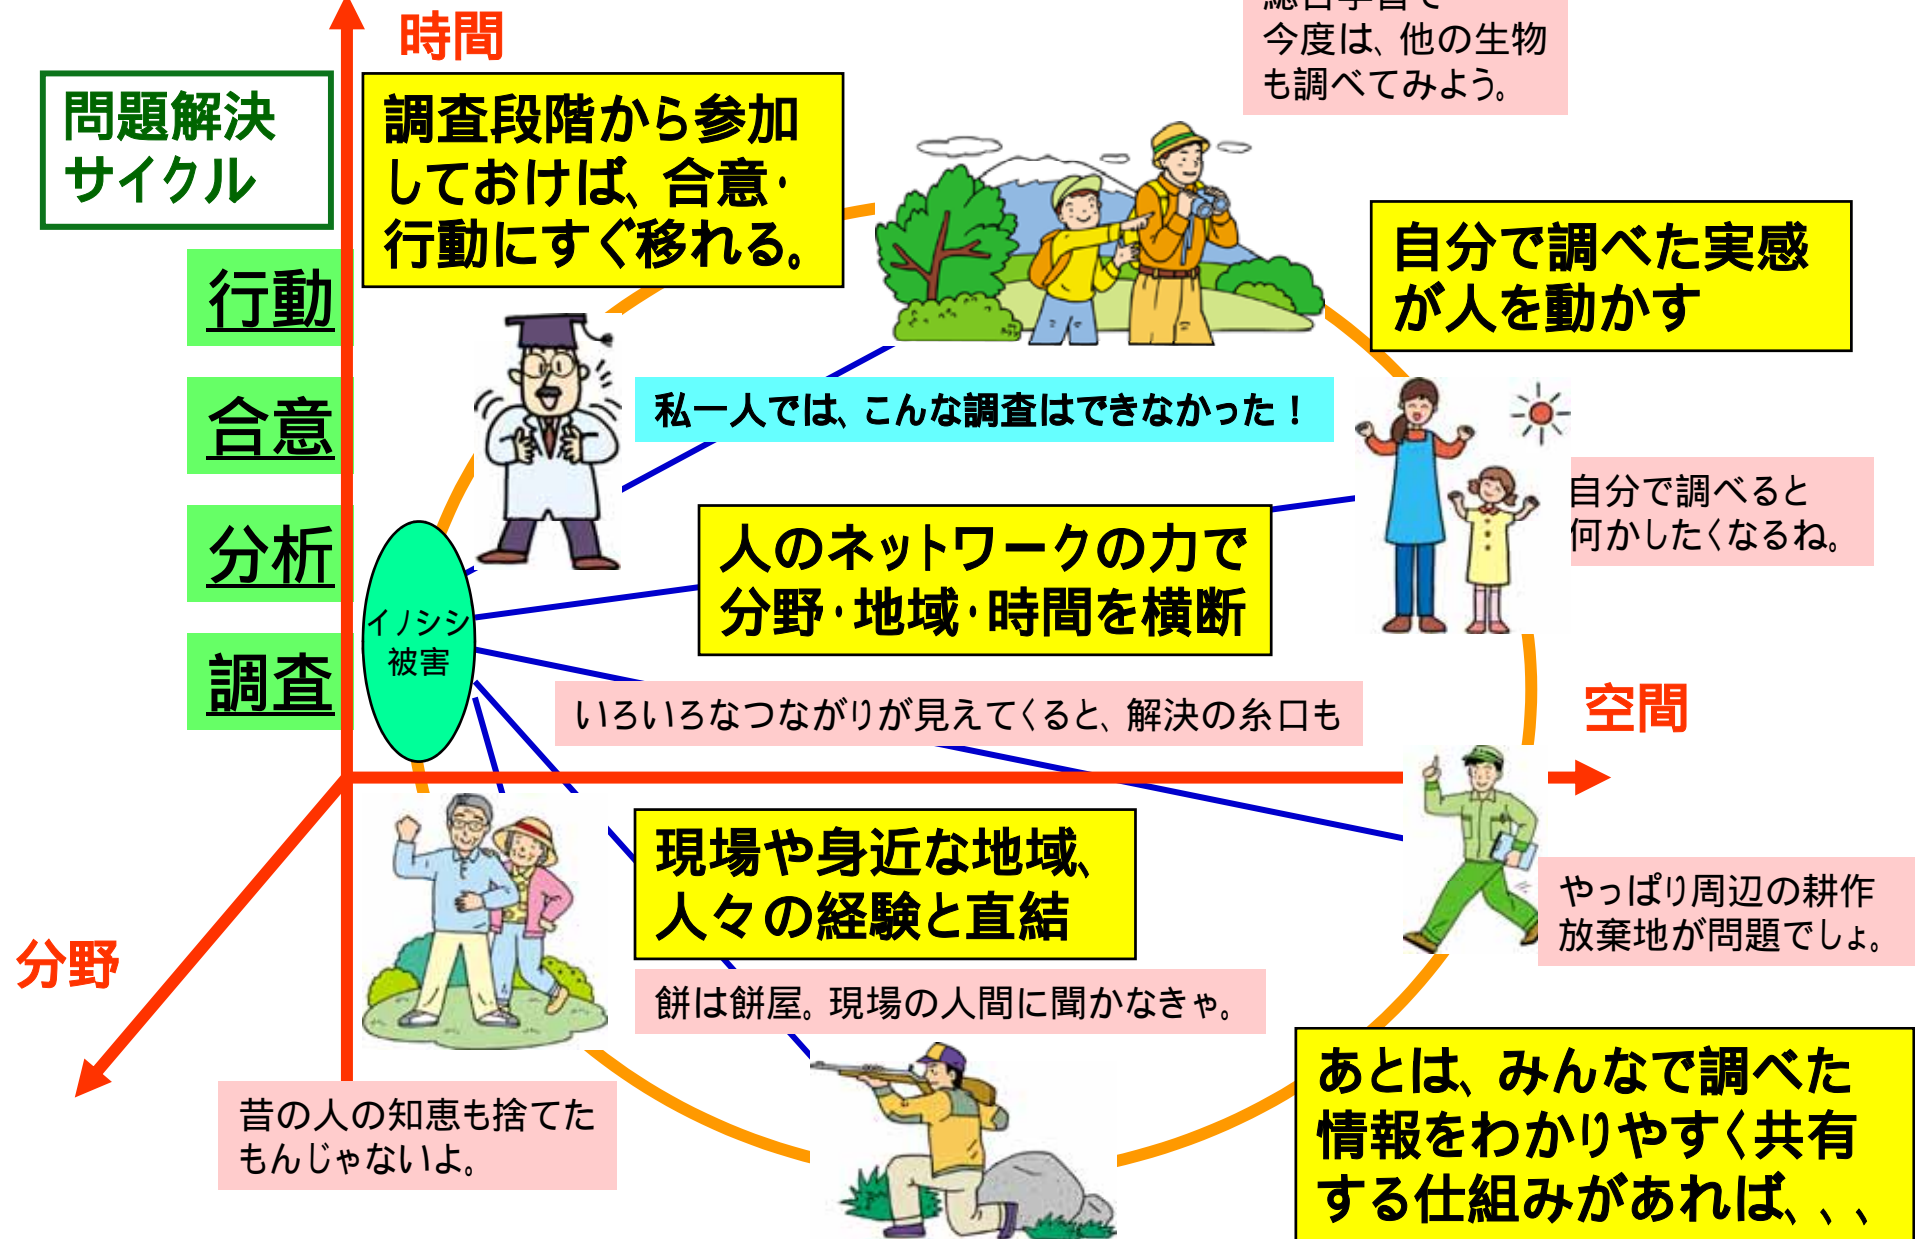 時間
総合学習で
今度は、他の生物
も調べてみよう。
問題解決
サイクル
調査段階から参加
しておけば、合意・
行動にすぐ移れる。
自分で調べた実感
が人を動かす
行動
合意
分析
調査
私一人では、こんな調査はできなかった！
自分で調べると
何かしたくなるね。
人のネットワークの力で
分野・地域・時間を横断
イノシシ
被害
いろいろなつながりが見えてくると、解決の糸口も
空間
現場や身近な地域、
人々の経験と直結
やっぱり周辺の耕作
放棄地が問題でしょ。
分野
餅は餅屋。現場の人間に聞かなきゃ。
昔の人の知恵も捨てた
もんじゃないよ。
あとは、みんなで調べた
情報をわかりやすく共有
する仕組みがあれば、、、